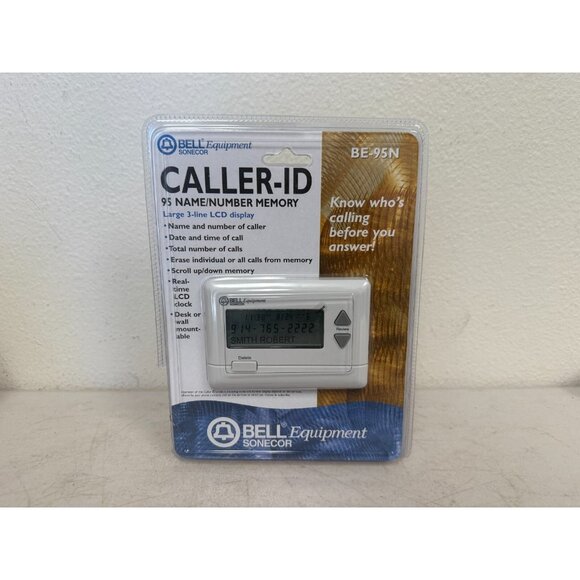 BELL Equipment
SONECOR
BE-95N
CALLER-ID
95 NAME/NUMBER MEMORY
Large 3-line LCD display
• Name and number of caller
• Date and time of call
• Total number of calls
• Erase individual or all calls from memory
• Scroll up/down memory
• Real-
time
LCD
clock
• Desk or
wall
mount-
able
Know who's
calling
before you
answer!
BELL Equipment
SONECOR
914-765-2222
SMITH ROBERT
Review
Delete
BELL Equipment
SONECOR